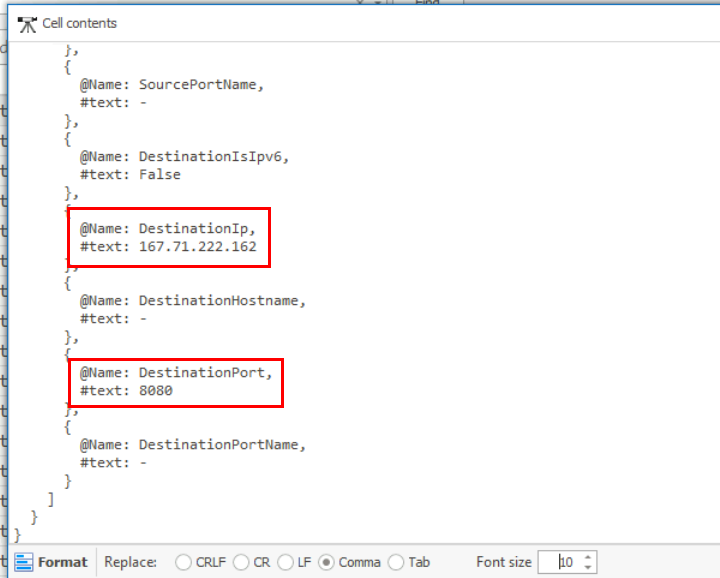 Cell contents
},
{
@Name: SourcePortName,
#text: -
},
{
@Name: DestinationIsIpv6,
#text: False
},
{
@Name: DestinationIp,
#text: 167.71.222.162
},
{
@Name: DestinationHostname,
#text: -
},
{
@Name: DestinationPort,
#text: 8080
},
{
@Name: DestinationPortName,
#text: -
}
]
}
}
Format Replace: CRLF CR LF Comma Tab Font size 10